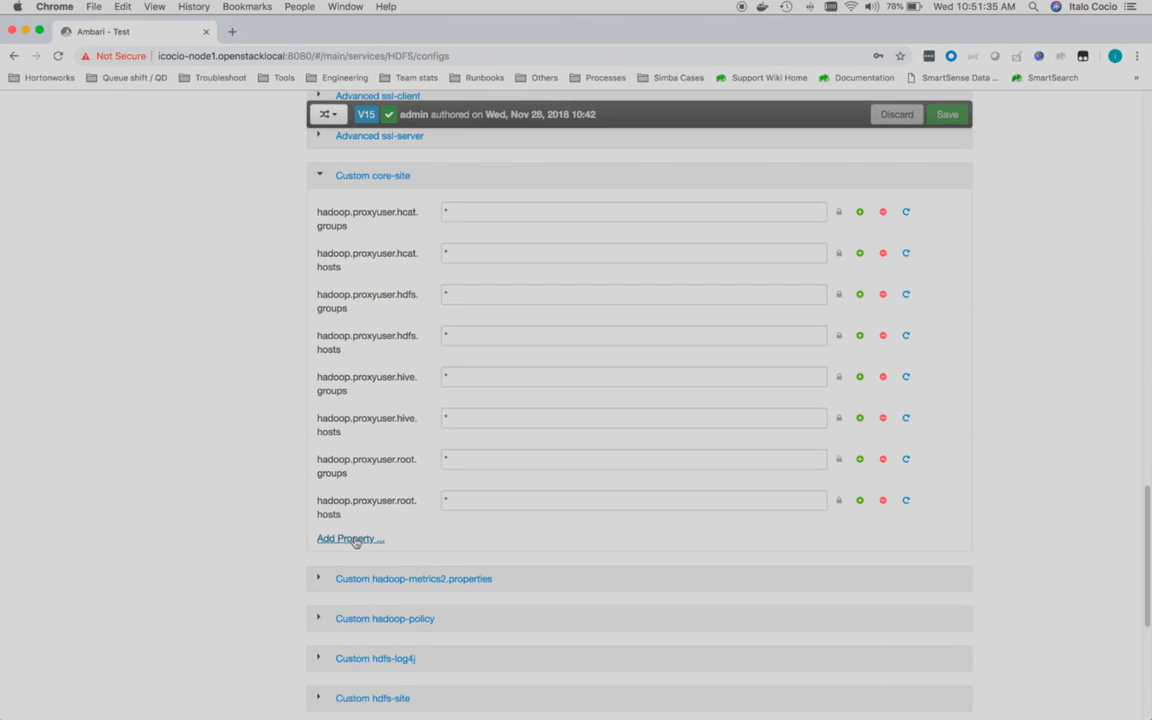 Chrome File Edit View History Bookmarks People Window Help 78% Wed 10:51:35 AM Italo Cocio
Ambari - Test
Not Secure icocio-node1.openstacklocal:8080/#/main/services/HDFS/configs
Hortonworks Queue shift / QD Troubleshoot Tools Engineering Team stats Runbooks Others Processes Simba Cases Support Wiki Home Documentation SmartSense Data ... SmartSearch »
Advanced ssl-client
V15 admin authored on Wed, Nov 28, 2018 10:42 Discard Save
Advanced ssl-server
Custom core-site
hadoop.proxyuser.hcat. *
groups
hadoop.proxyuser.hcat. *
hosts
hadoop.proxyuser.hdfs. *
groups
hadoop.proxyuser.hdfs. *
hosts
hadoop.proxyuser.hive. *
groups
hadoop.proxyuser.hive. *
hosts
hadoop.proxyuser.root. *
groups
hadoop.proxyuser.root. *
hosts
Add Property ...
Custom hadoop-metrics2.properties
Custom hadoop-policy
Custom hdfs-log4j
Custom hdfs-site